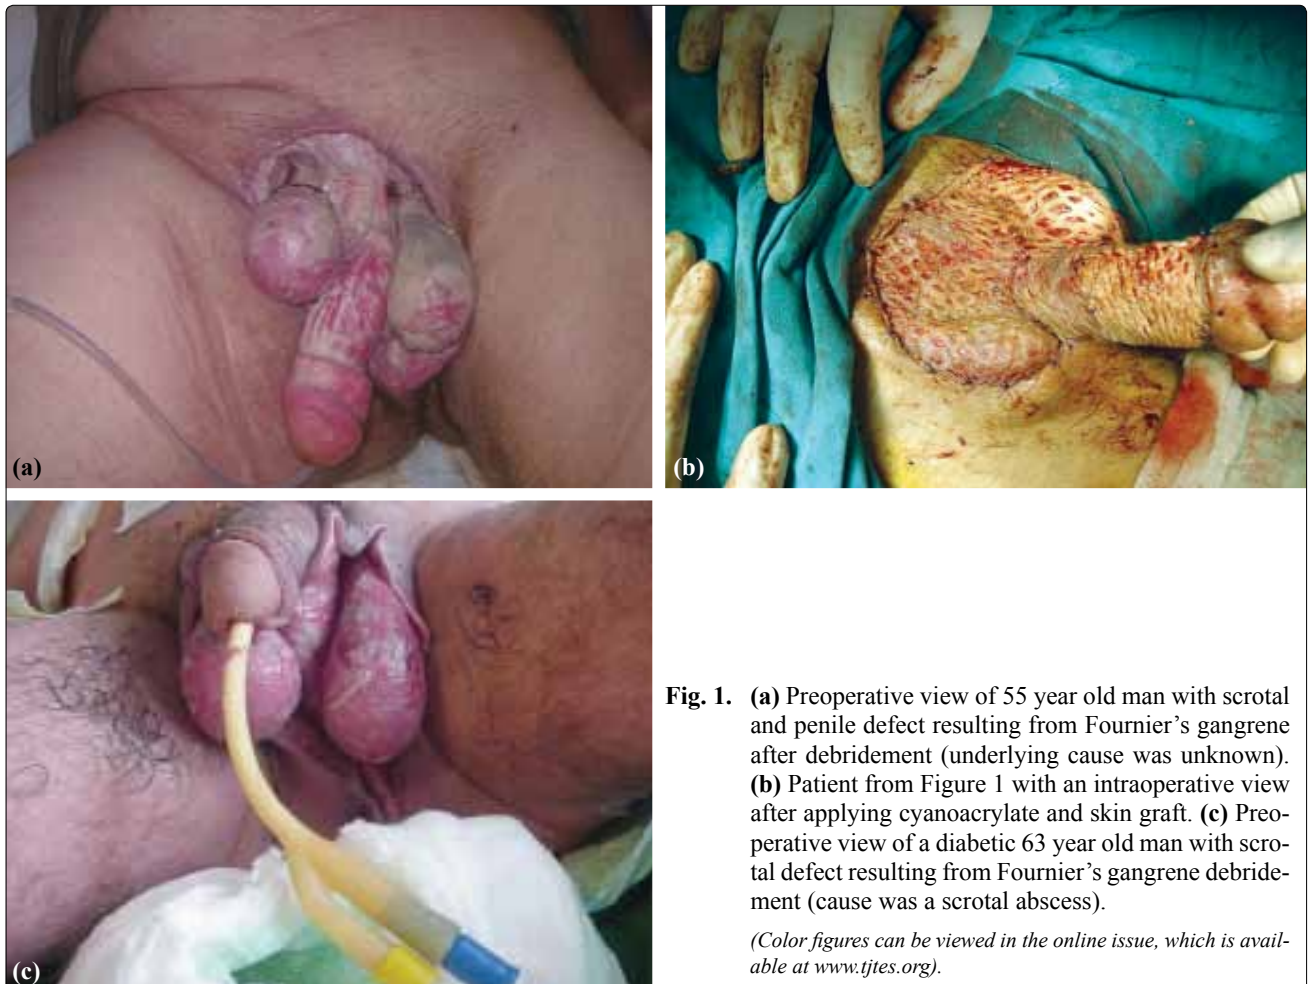 (a)
(b)
(c)
Fig. 1. (a) Preoperative view of 55 year old man with scrotal
and penile defect resulting from Fournier’s gangrene
after debridement (underlying cause was unknown).
(b) Patient from Figure 1 with an intraoperative view
after applying cyanoacrylate and skin graft. (c) Preo-
perative view of a diabetic 63 year old man with scro-
tal defect resulting from Fournier’s gangrene debride-
ment (cause was a scrotal abscess).
(Color figures can be viewed in the online issue, which is avail-
able at www.tjtes.org).